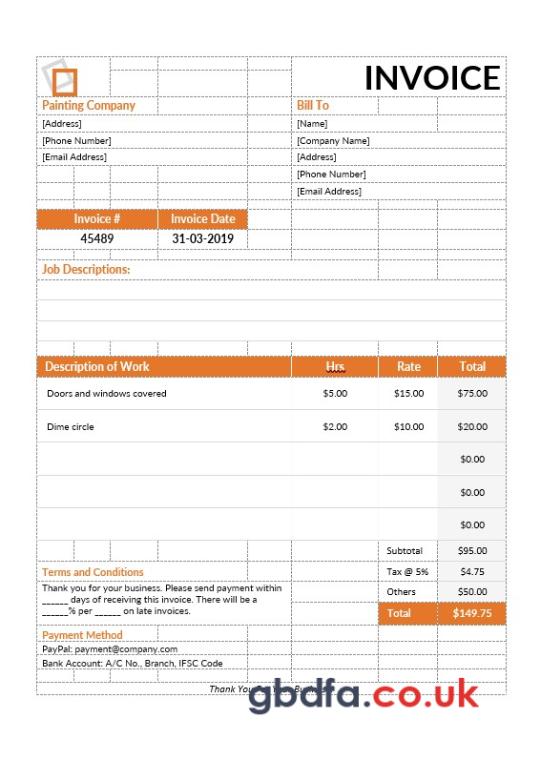 INVOICE
Painting Company Bill To
[Address] [Name]
[Phone Number] [Company Name]
[Email Address] [Address]
[Phone Number]
[Email Address]
Invoice # Invoice Date
45489 31-03-2019
Job Descriptions:
Description of Work Hrs Rate Total
Doors and windows covered $5.00 $15.00 $75.00
Dime circle $2.00 $10.00 $20.00
$0.00
$0.00
$0.00
Subtotal $95.00
Terms and Conditions Tax @ 5% $4.75
Thank you for your business. Please send payment within
______ days of receiving this invoice. There will be a Others $50.00
______% per ______ on late invoices. Total $149.75
Payment Method
PayPal: payment@company.com
Bank Account: A/C No., Branch, IFSC Code
Thank You
gbdfa.co.uk